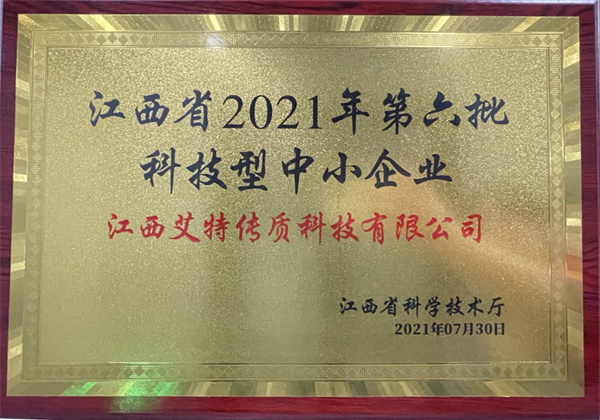 江西省2021年第六批
科技型中小企业
江西艾特传质科技有限公司
江西省科学技术厅
2021年07月30日